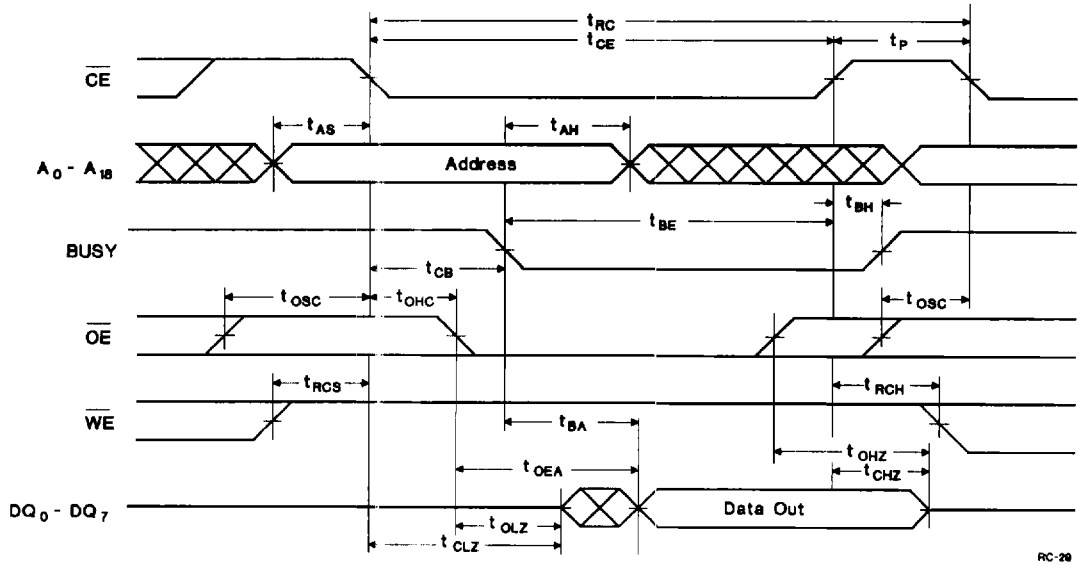 tRC
tCE
tP
CE
tAS
tAH
A0 - A18
Address
tBH
tBE
BUSY
tCB
tOSC
tOHC
tOSC
OE
tRCS
tRCH
WE
tBA
tOHZ
tOEA
tCHZ
DQ0 - DQ7
Data Out
tOLZ
tCLZ
RC-29